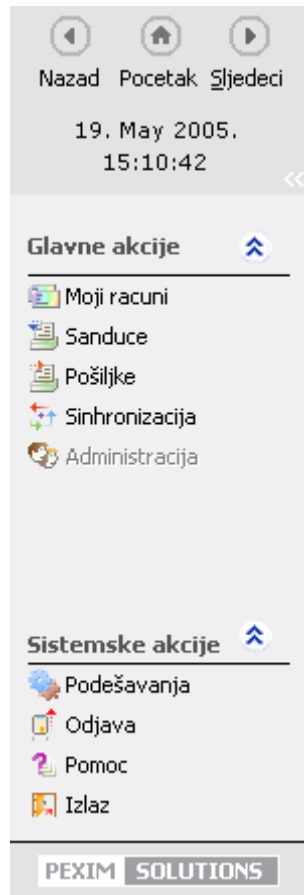 Nazad Pocetak Sljedeci
19. May 2005.
15:10:42
Glavne akcije
Moji racuni
Sanduce
Pošiljke
Sinhronizacija
Administracija
Sistemske akcije
Podešavanja
Odjava
Pomoc
Izlaz
PEXIM SOLUTIONS